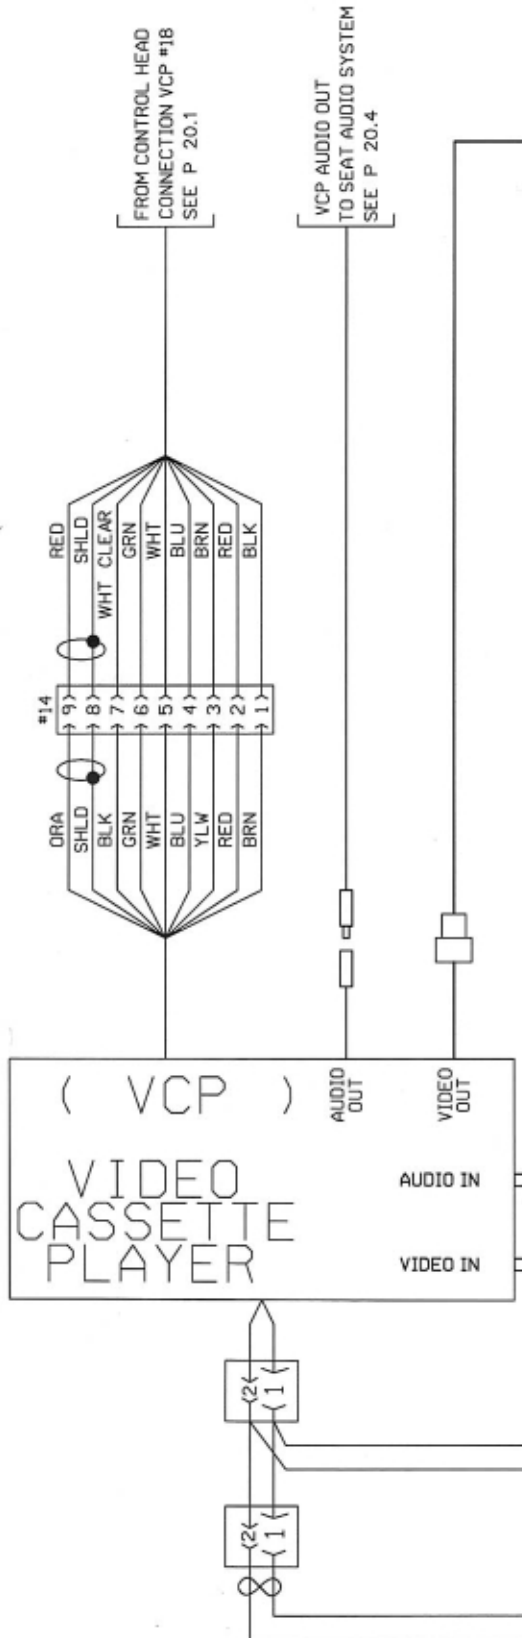 FROM CONTROL HEAD
CONNECTION VCP #18
SEE P 20.1
VCP AUDIO OUT
TO SEAT AUDIO SYSTEM
SEE P 20.4
RED
SHLD
WHT CLEAR
GRN
WHT
BLU
BRN
RED
BLK
#14
9
8
7
6
5
4
3
2
1
ORA
SHLD
BLK
GRN
WHT
BLU
YLW
RED
BRN
( VCP )
VIDEO
CASSETTE
PLAYER
AUDIO
OUT
VIDEO
OUT
AUDIO IN
VIDEO IN
2
1
2
1